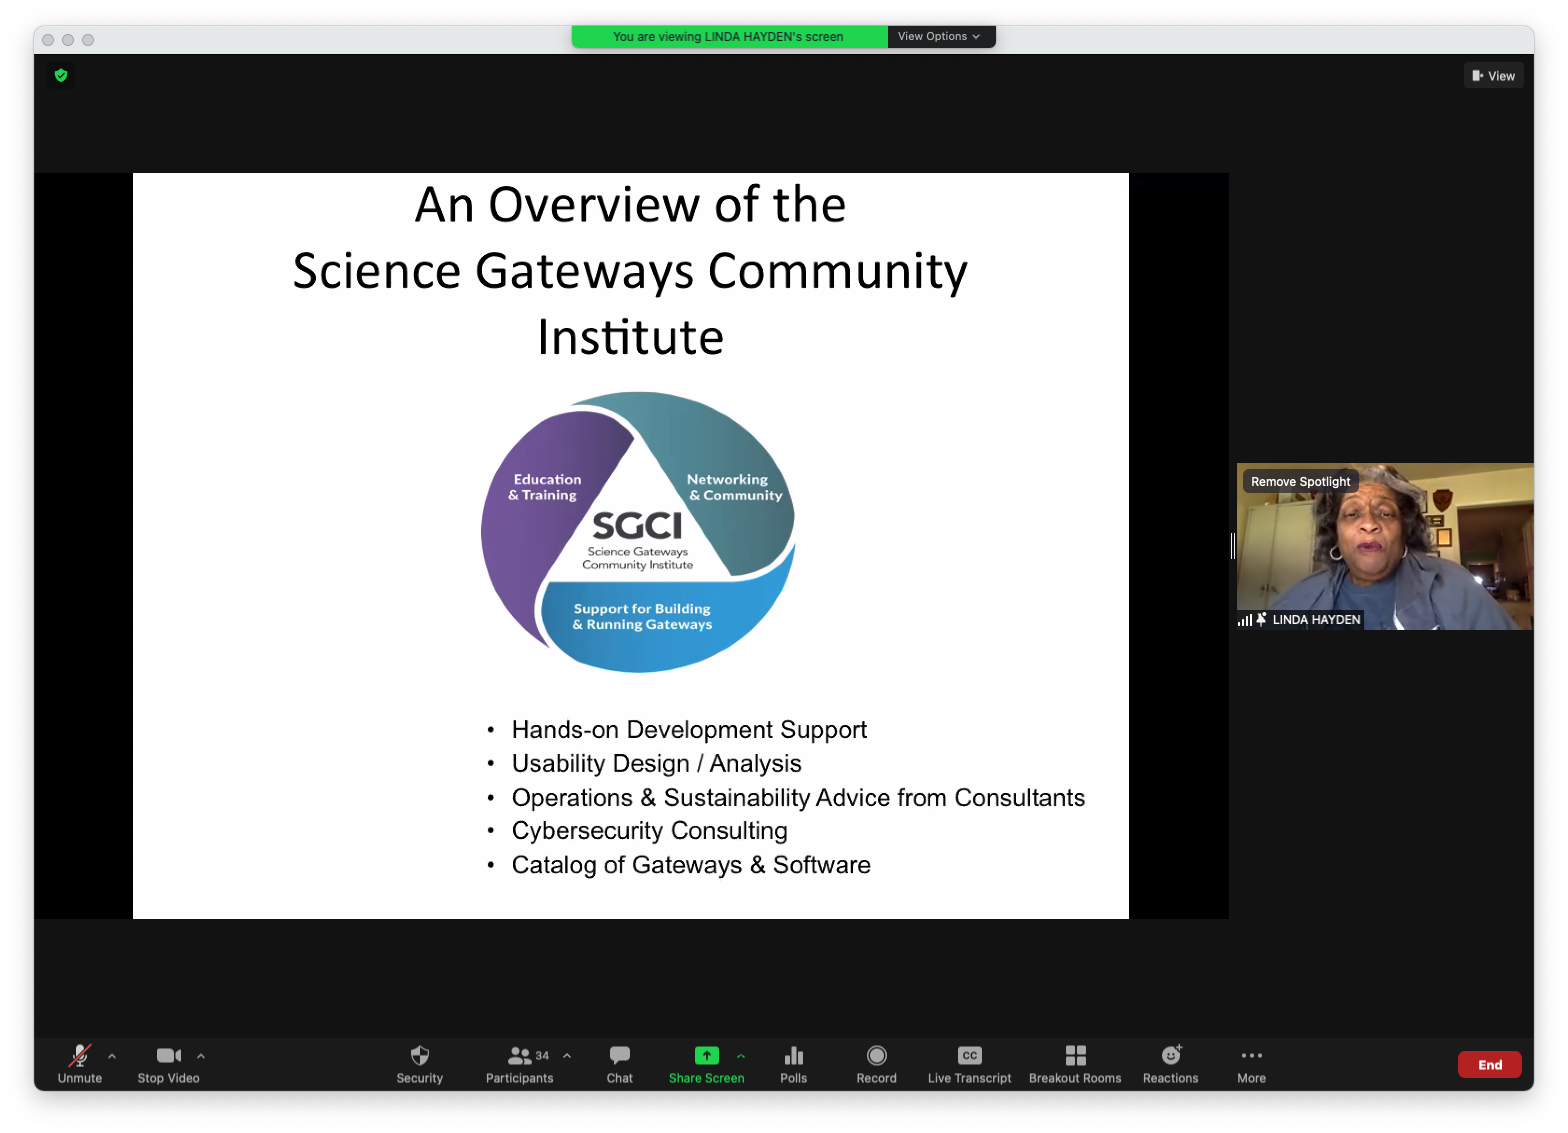 You are viewing LINDA HAYDEN's screen
View Options
View
An Overview of the
Science Gateways Community
Institute
Education
& Training
Networking
& Community
SGCI
Science Gateways
Community Institute
Support for Building
& Running Gateways
• Hands-on Development Support
• Usability Design / Analysis
• Operations & Sustainability Advice from Consultants
• Cybersecurity Consulting
• Catalog of Gateways & Software
Remove Spotlight
LINDA HAYDEN
Unmute
Stop Video
Security
34
Participants
Chat
Share Screen
Polls
Record
CC
Live Transcript
Breakout Rooms
Reactions
More
End